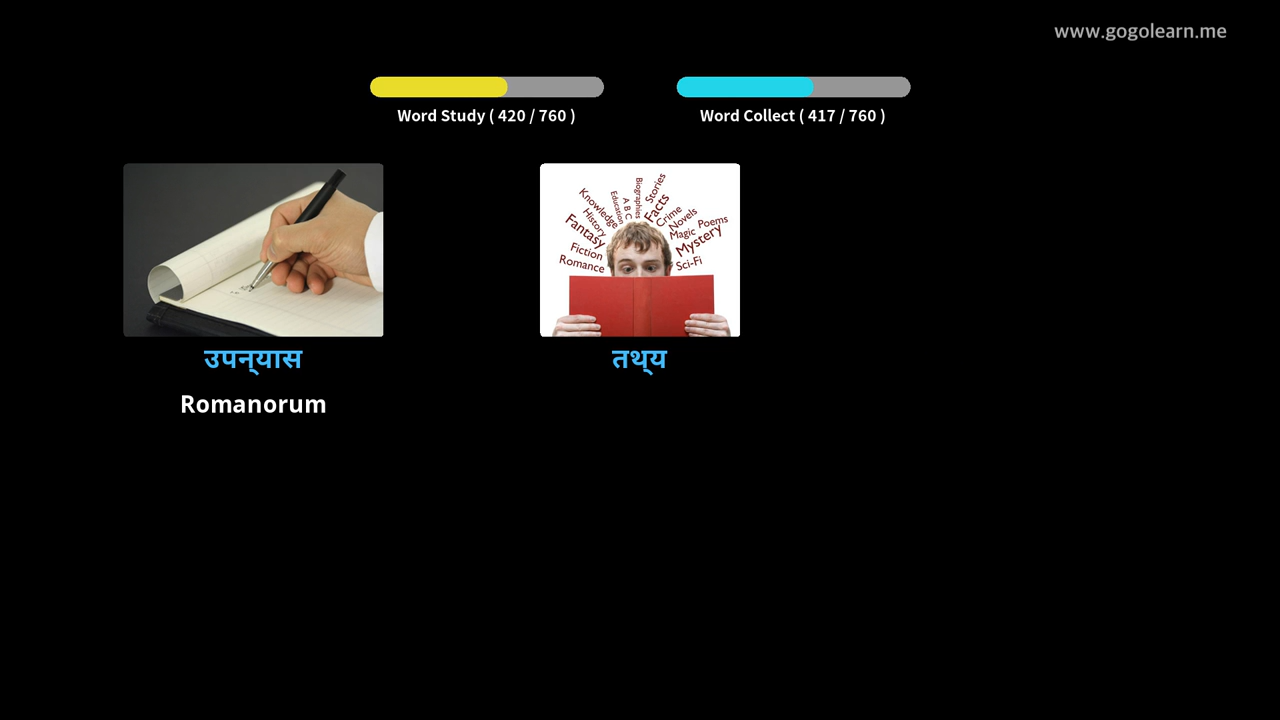 www.gogolearn.me
Word Study ( 420 / 760 )
Word Collect ( 417 / 760 )
Knowledge
History
Fantasy
Fiction
Romance
Education
A B C
Biographies
Stories
Facts
Crime
Novels
Magic
Poems
Mystery
Sci-Fi
उपन्यास
तथ्य
Romanorum